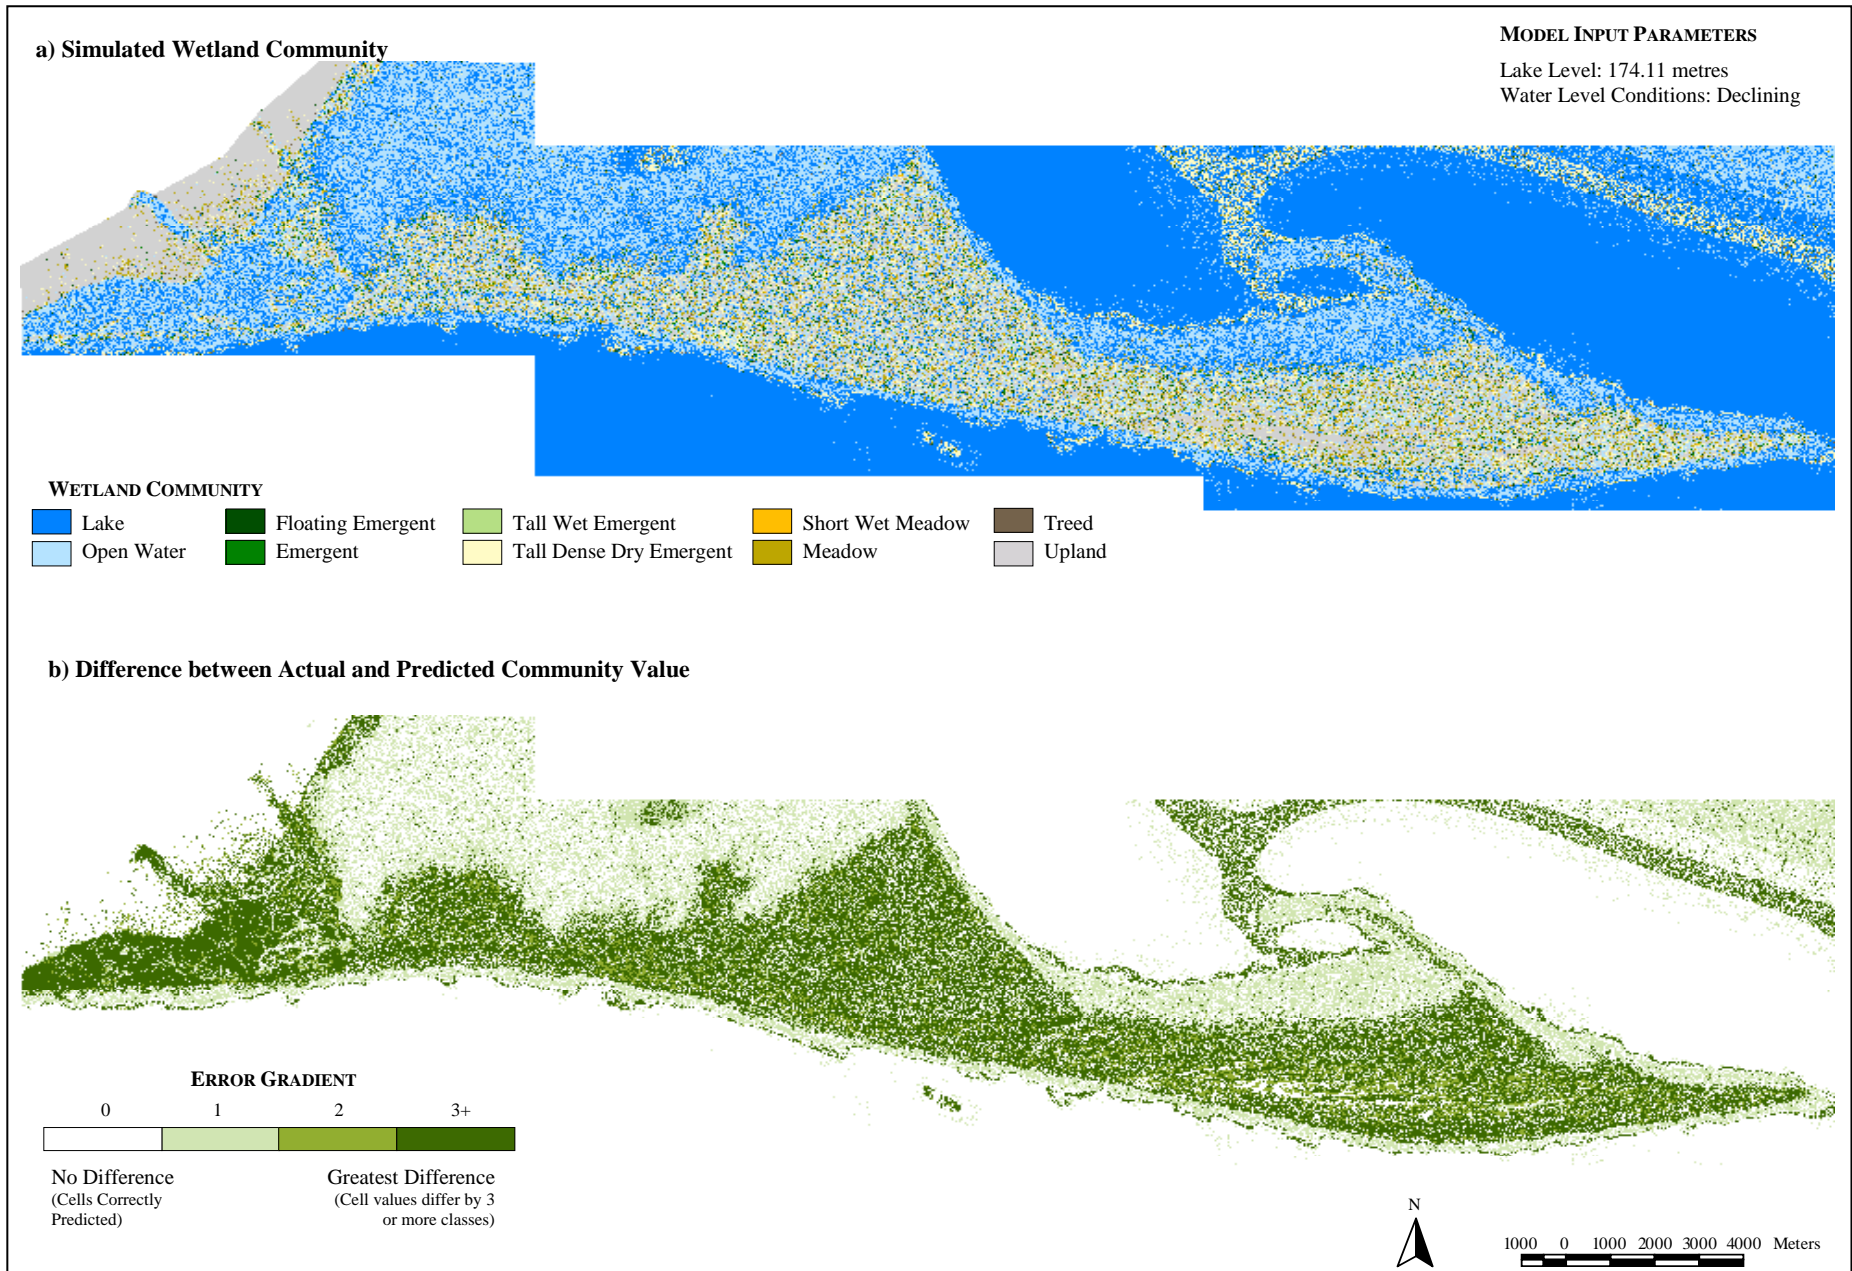 a) Simulated Wetland Community
MODEL INPUT PARAMETERS
Lake Level: 174.11 metres
Water Level Conditions: Declining
WETLAND COMMUNITY
Lake
Floating Emergent
Tall Wet Emergent
Short Wet Meadow
Treed
Open Water
Emergent
Tall Dense Dry Emergent
Meadow
Upland
b) Difference between Actual and Predicted Community Value
ERROR GRADIENT
0 1 2 3+
No Difference
(Cells Correctly
Predicted)
Greatest Difference
(Cell values differ by 3
or more classes)
N
1000 0 1000 2000 3000 4000 Meters